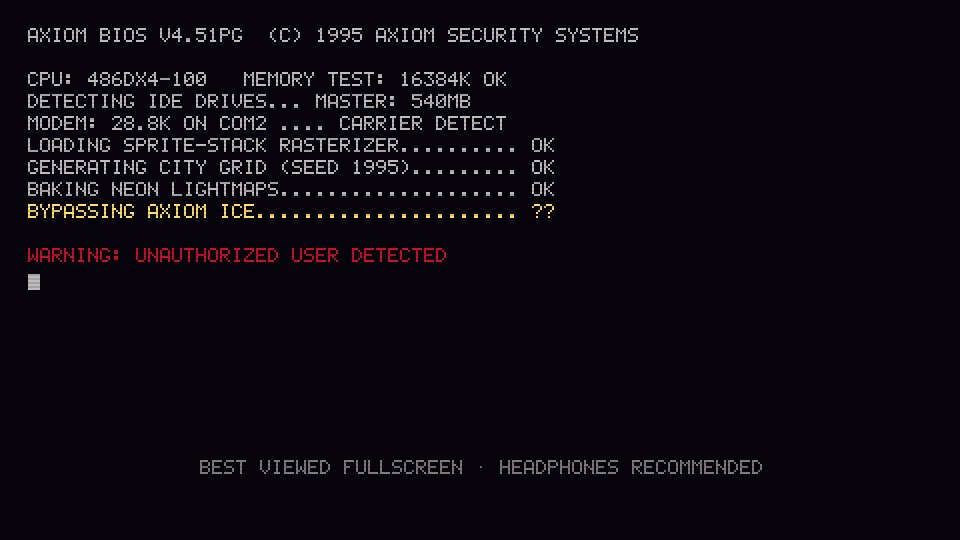 AXIOM BIOS V4.51PG  (C) 1995 AXIOM SECURITY SYSTEMS
CPU: 486DX4-100   MEMORY TEST: 16384K OK
DETECTING IDE DRIVES... MASTER: 540MB
MODEM: 28.8K ON COM2 .... CARRIER DETECT
LOADING SPRITE-STACK RASTERIZER.......... OK
GENERATING CITY GRID (SEED 1995)......... OK
BAKING NEON LIGHTMAPS.................... OK
BYPASSING AXIOM ICE...................... ??
WARNING: UNAUTHORIZED USER DETECTED
BEST VIEWED FULLSCREEN · HEADPHONES RECOMMENDED